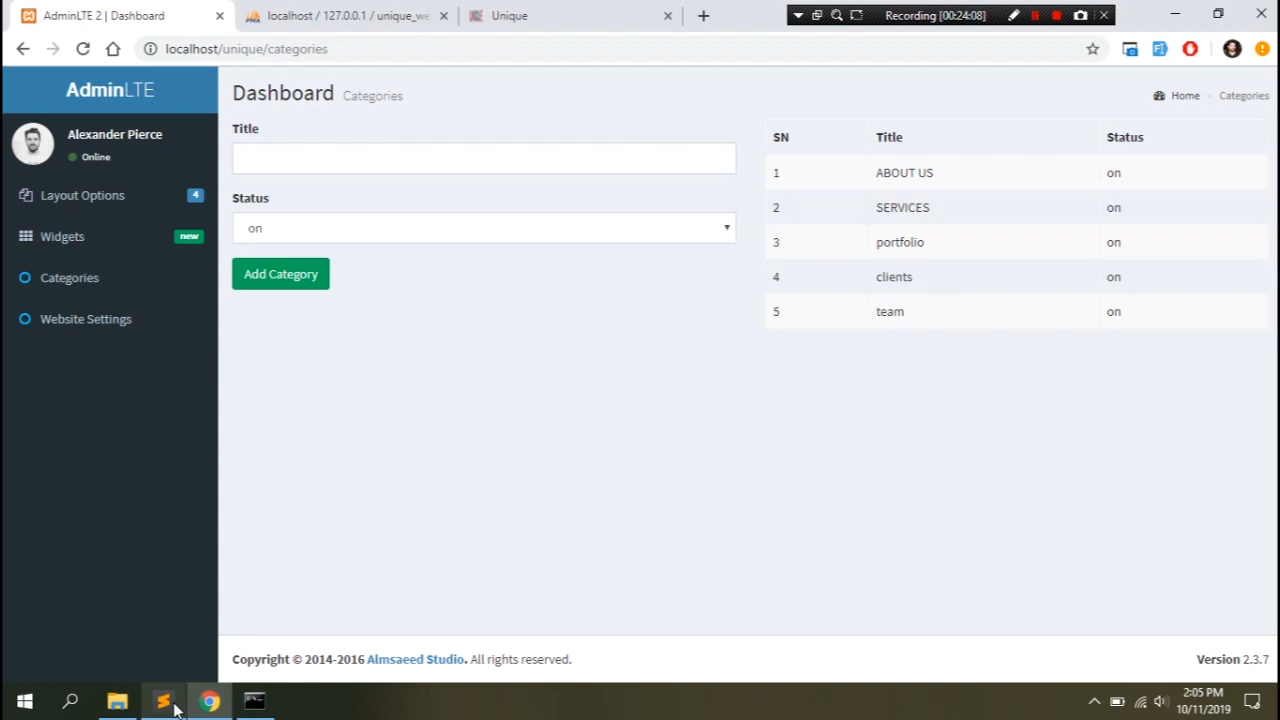 AdminLTE 2 | Dashboard
localhost / 127.0.0.1 / unique_we
Unique
Recording [00:24:08]
localhost/unique/categories
AdminLTE
Dashboard Categories
Home > Categories
Alexander Pierce
Online
Layout Options 4
Widgets new
Categories
Website Settings
Title
Status
on
Add Category
SN Title Status
1 ABOUT US on
2 SERVICES on
3 portfolio on
4 clients on
5 team on
Copyright © 2014-2016 Almsaeed Studio. All rights reserved.
Version 2.3.7
2:05 PM
10/11/2019